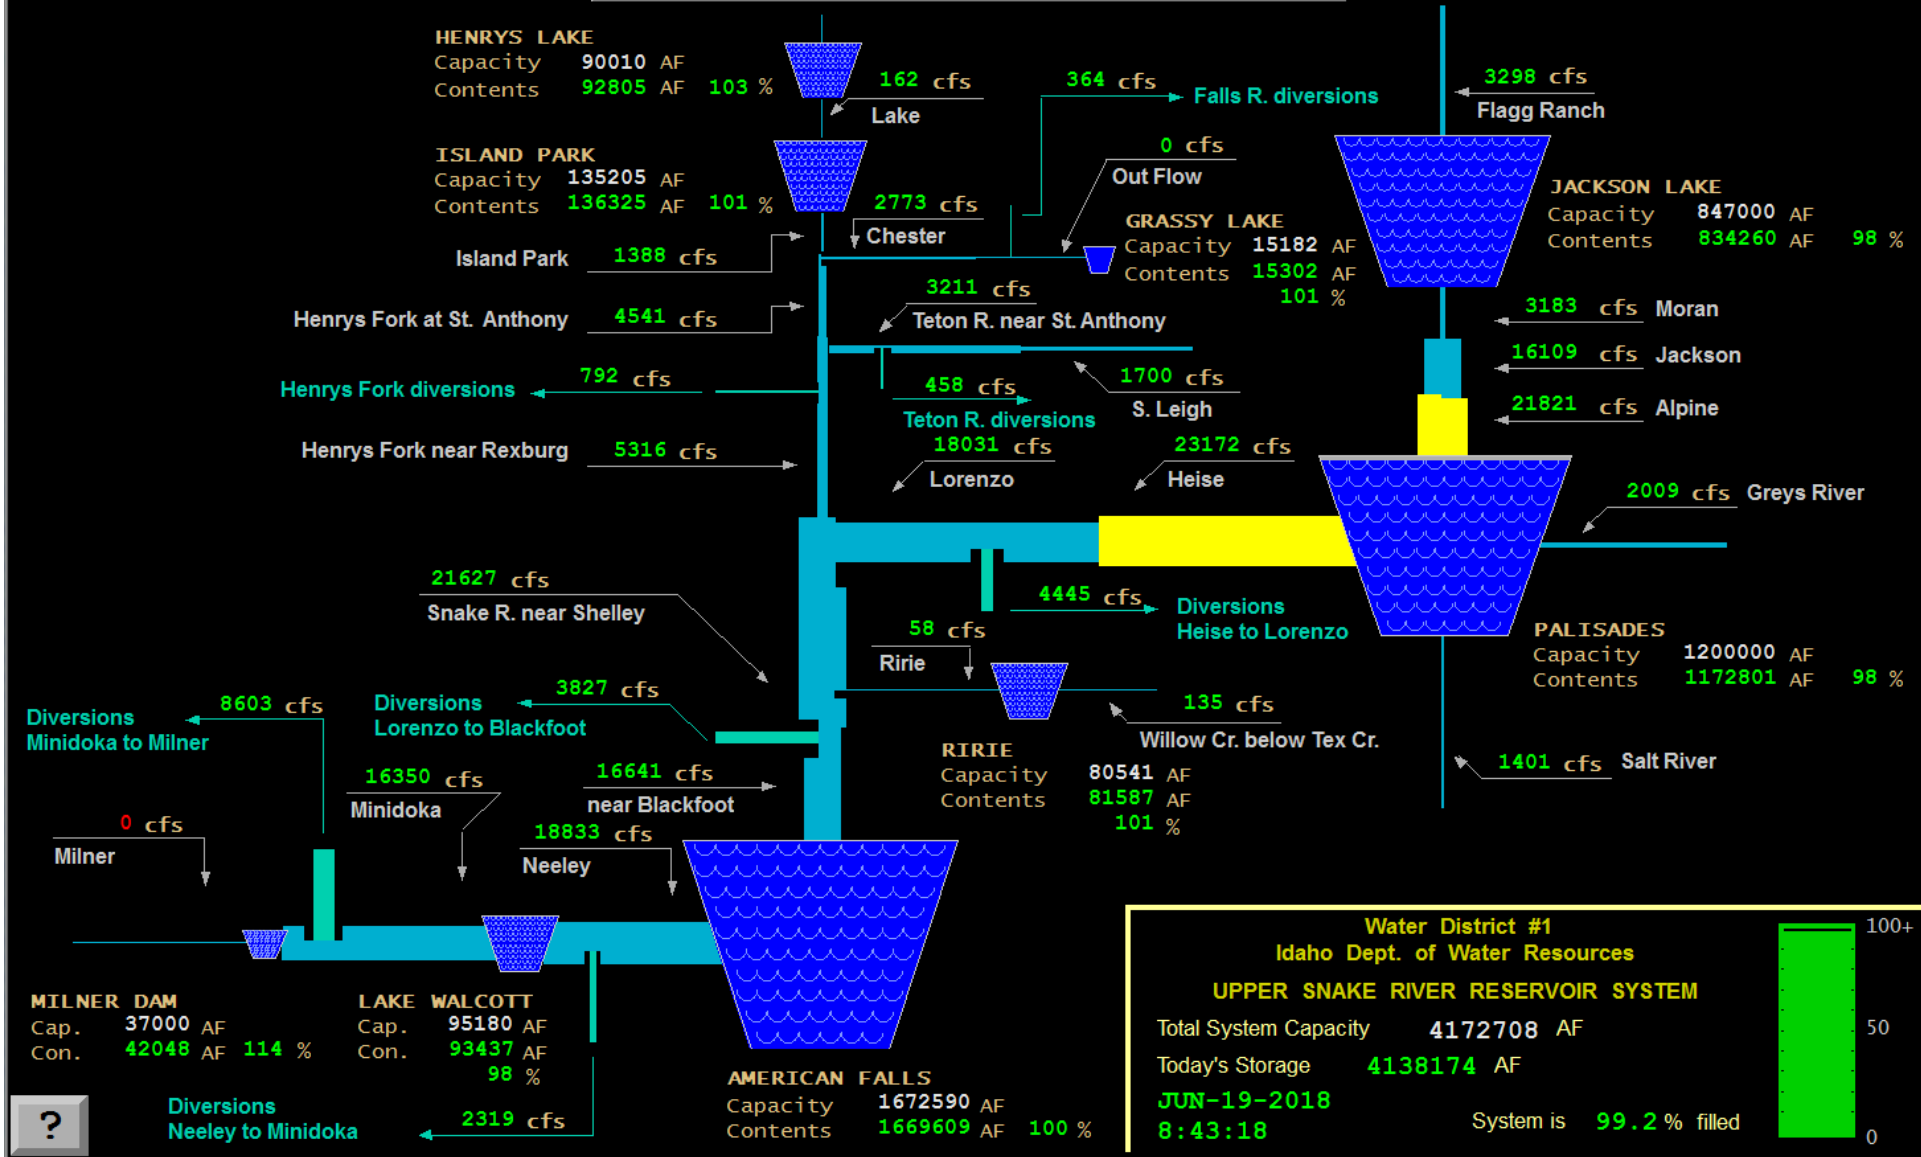 HENRYS LAKE
Capacity 90010 AF
Contents 92805 AF 103 %
162 cfs
Lake
364 cfs
Falls R. diversions
3298 cfs
Flagg Ranch
ISLAND PARK
Capacity 135205 AF
Contents 136325 AF 101 %
0 cfs
Out Flow
2773 cfs
Chester
GRASSY LAKE
Capacity 15182 AF
Contents 15302 AF
101 %
JACKSON LAKE
Capacity 847000 AF
Contents 834260 AF 98 %
Island Park 1388 cfs
3211 cfs
Teton R. near St. Anthony
Henrys Fork at St. Anthony 4541 cfs
3183 cfs Moran
16109 cfs Jackson
21821 cfs Alpine
Henrys Fork diversions 792 cfs
458 cfs
Teton R. diversions
1700 cfs
S. Leigh
Henrys Fork near Rexburg 5316 cfs
18031 cfs
Lorenzo
23172 cfs
Heise
2009 cfs Greys River
21627 cfs
Snake R. near Shelley
4445 cfs
Diversions
Heise to Lorenzo
58 cfs
Ririe
PALISADES
Capacity 1200000 AF
Contents 1172801 AF 98 %
8603 cfs
Diversions
Minidoka to Milner
3827 cfs
Diversions
Lorenzo to Blackfoot
135 cfs
Willow Cr. below Tex Cr.
RIRIE
Capacity 80541 AF
Contents 81587 AF
101 %
1401 cfs Salt River
16350 cfs
Minidoka
16641 cfs
near Blackfoot
0 cfs
Milner
18833 cfs
Neeley
MILNER DAM
Cap. 37000 AF
Con. 42048 AF 114 %
LAKE WALCOTT
Cap. 95180 AF
Con. 93437 AF
98 %
AMERICAN FALLS
Capacity 1672590 AF
Contents 1669609 AF 100 %
Diversions
Neeley to Minidoka
2319 cfs
?
Water District #1
Idaho Dept. of Water Resources
UPPER SNAKE RIVER RESERVOIR SYSTEM
Total System Capacity 4172708 AF
Today's Storage 4138174 AF
JUN-19-2018
8:43:18
System is 99.2 % filled
100+
50
0